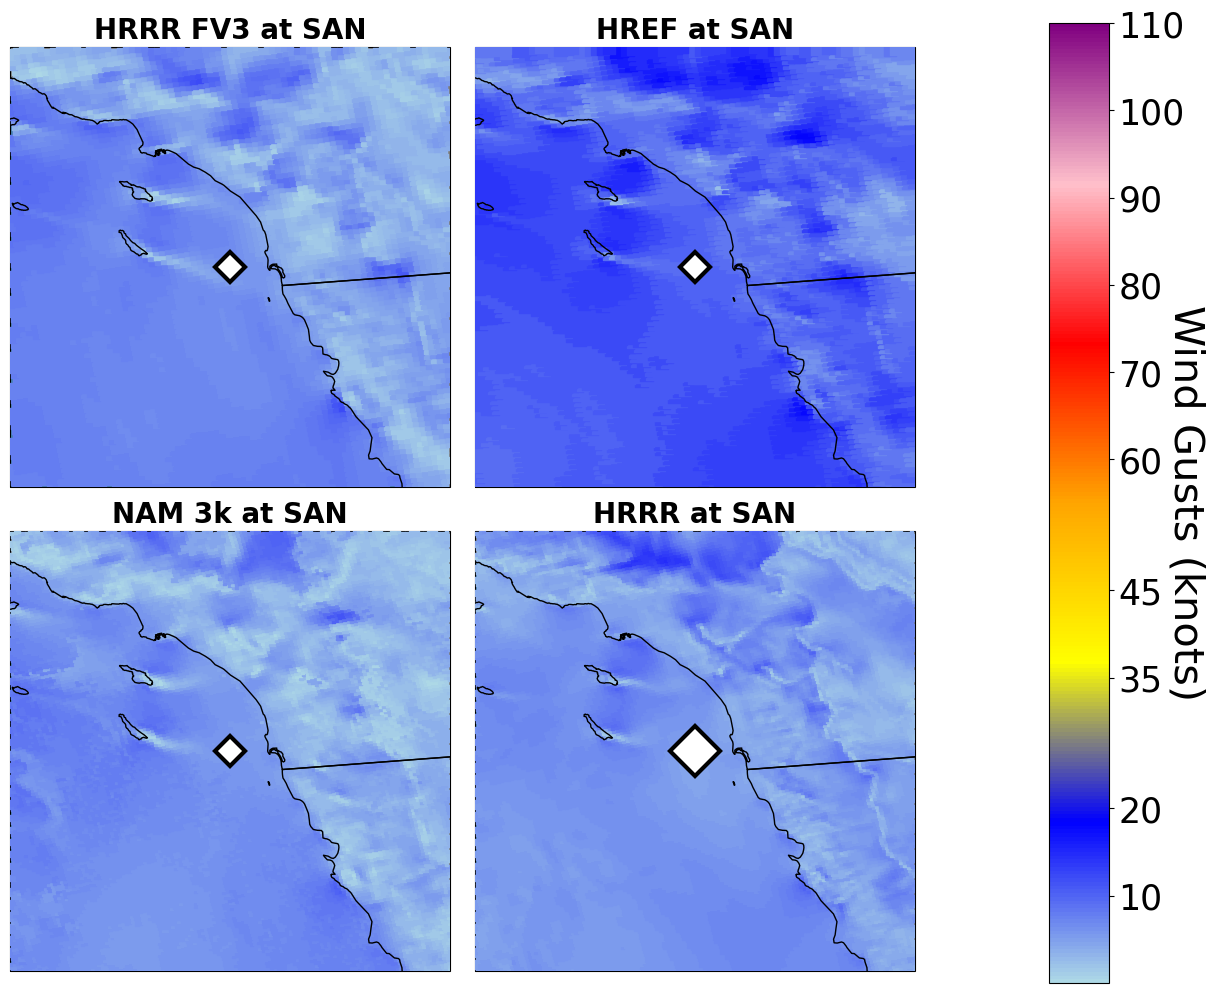 HRRR FV3 at SAN
HREF at SAN
NAM 3k at SAN
HRRR at SAN
110
100
90
80
70
60
45
35
20
10
Wind Gusts (knots)